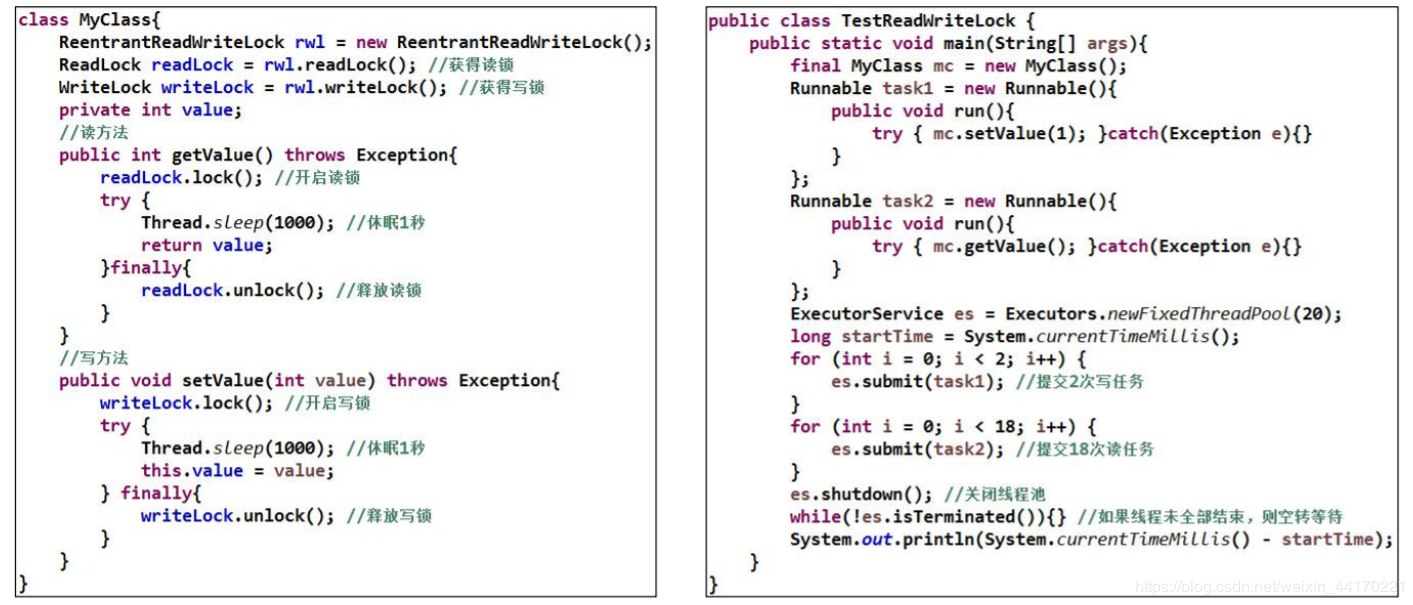 class MyClass{
    ReentrantReadWriteLock rwl = new ReentrantReadWriteLock();
    ReadLock readLock = rwl.readLock(); //获得读锁
    WriteLock writeLock = rwl.writeLock(); //获得写锁
    private int value;
    //读方法
    public int getValue() throws Exception{
        readLock.lock(); //开启读锁
        try {
            Thread.sleep(1000); //休眠1秒
            return value;
        }finally{
            readLock.unlock(); //释放读锁
        }
    }
    //写方法
    public void setValue(int value) throws Exception{
        writeLock.lock(); //开启写锁
        try {
            Thread.sleep(1000); //休眠1秒
            this.value = value;
        } finally{
            writeLock.unlock(); //释放写锁
        }
    }
}
public class TestReadWriteLock {
    public static void main(String[] args){
        final MyClass mc = new MyClass();
        Runnable task1 = new Runnable(){
            public void run(){
                try { mc.setValue(1); }catch(Exception e){}
            }
        };
        Runnable task2 = new Runnable(){
            public void run(){
                try { mc.getValue(); }catch(Exception e){}
            }
        };
        ExecutorService es = Executors.newFixedThreadPool(20);
        long startTime = System.currentTimeMillis();
        for (int i = 0; i < 2; i++) {
            es.submit(task1); //提交2次写任务
        }
        for (int i = 0; i < 18; i++) {
            es.submit(task2); //提交18次读任务
        }
        es.shutdown(); //关闭线程池
        while(!es.isTerminated()){} //如果线程未全部结束，则空转等待
        System.out.println(System.currentTimeMillis() - startTime);
    }
}
https://blog.csdn.net/weixin_44170221